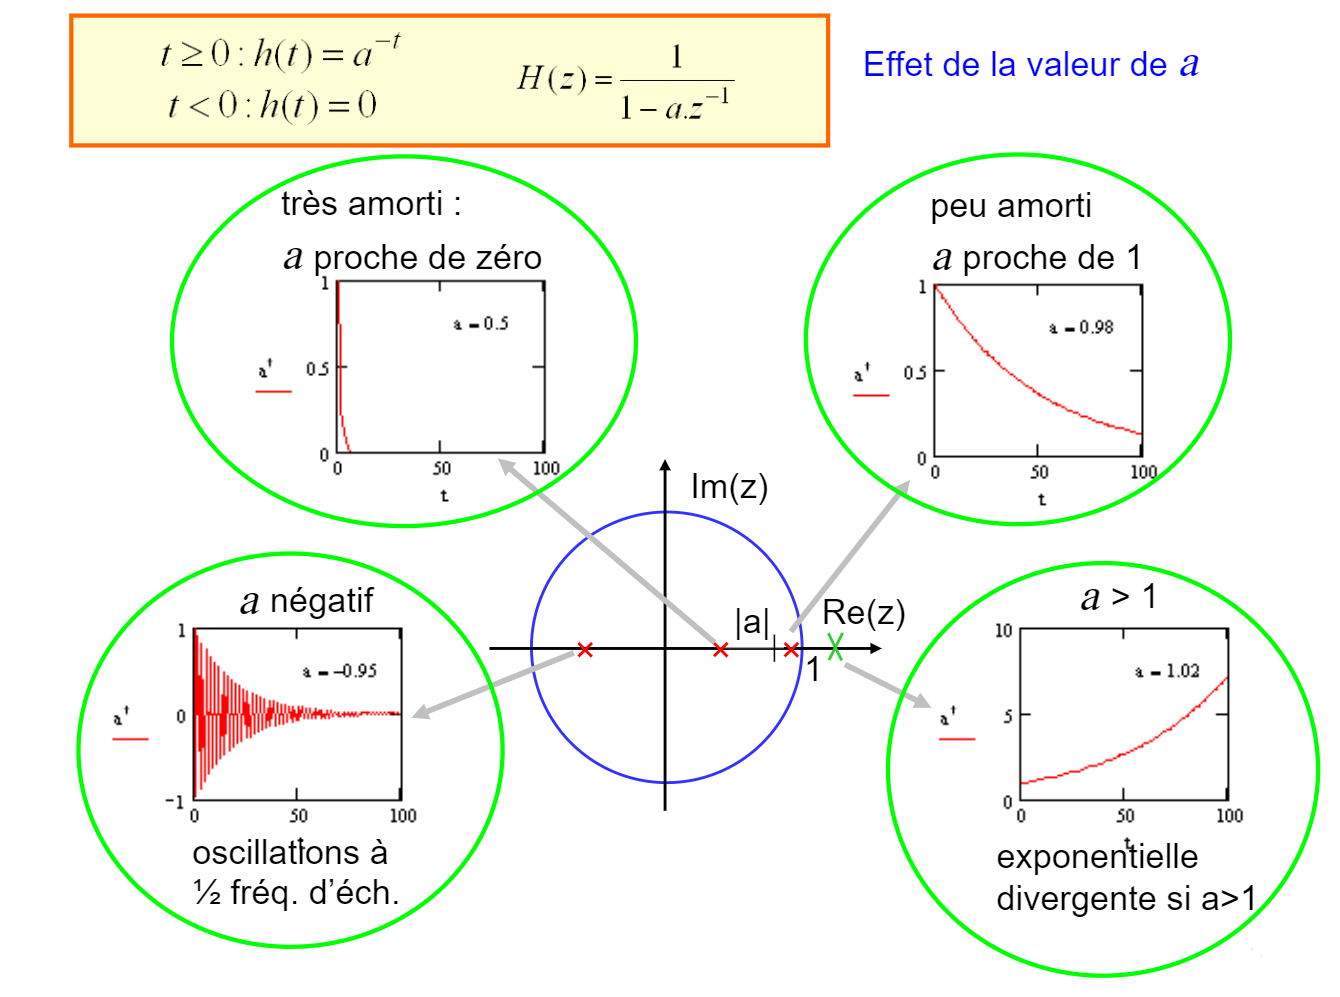 t ≥ 0 : h(t) = a^{-t}
t < 0 : h(t) = 0
H(z) = \frac{1}{1 - a.z^{-1}}
Effet de la valeur de a
très amorti :
a proche de zéro
1
a = 0.5
a^t
0.5
0
0
50
100
t
peu amorti
a proche de 1
1
a = 0.98
a^t
0.5
0
0
50
100
t
Im(z)
|a|
Re(z)
1
a négatif
1
a = −0.95
a^t
0
−1
0
50
100
t
oscillations à
½ fréq. d'éch.
a > 1
10
a = 1.02
a^t
5
0
0
50
100
t
exponentielle
divergente si a>1